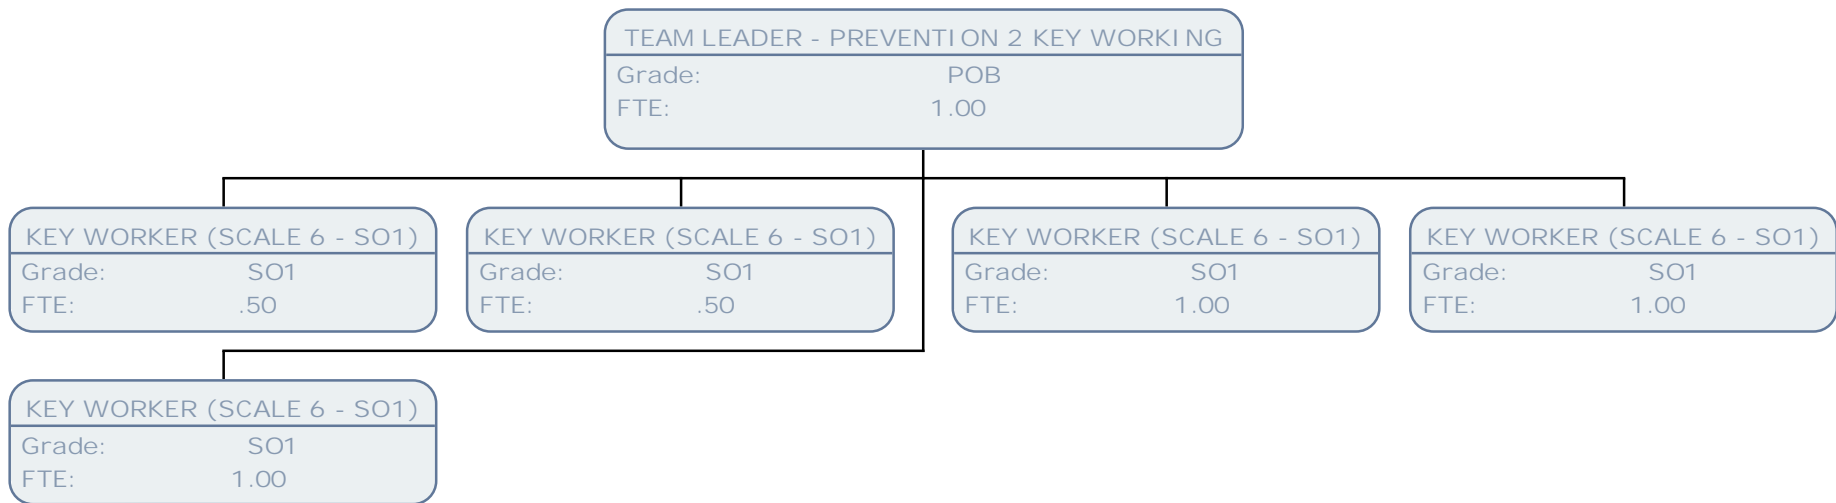 TEAM LEADER - PREVENTION 2 KEY WORKING
Grade: POB
FTE: 1.00
KEY WORKER (SCALE 6 - SO1)
Grade: SO1
FTE: .50
KEY WORKER (SCALE 6 - SO1)
Grade: SO1
FTE: .50
KEY WORKER (SCALE 6 - SO1)
Grade: SO1
FTE: 1.00
KEY WORKER (SCALE 6 - SO1)
Grade: SO1
FTE: 1.00
KEY WORKER (SCALE 6 - SO1)
Grade: SO1
FTE: 1.00